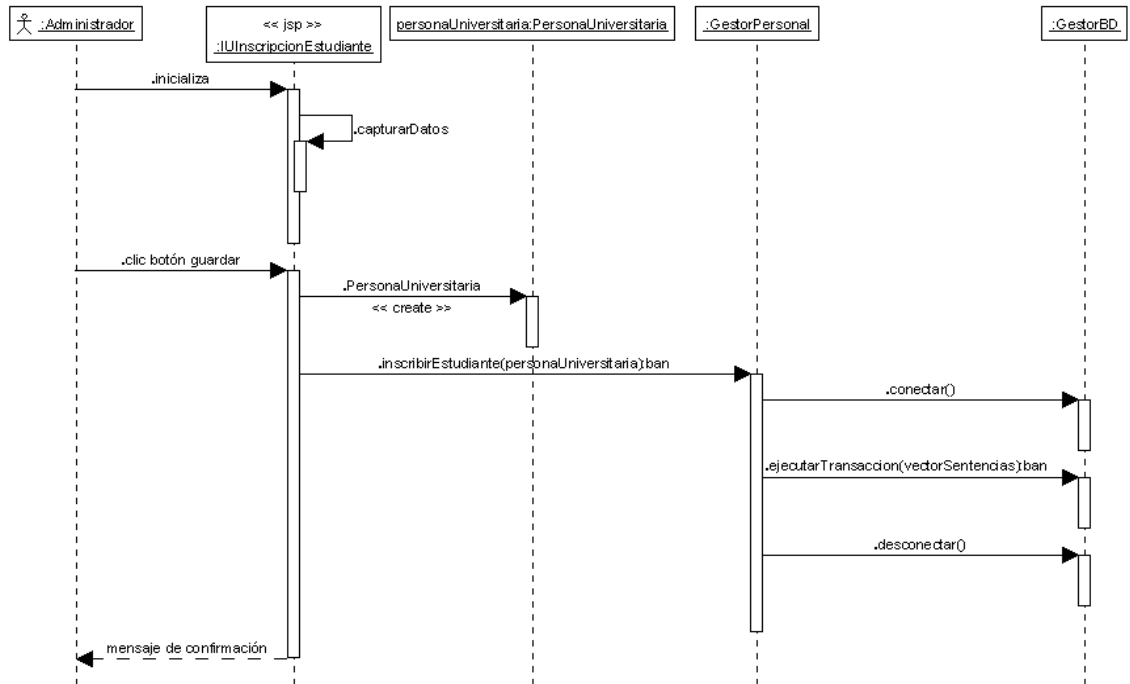 :Administrador
<< jsp >>
:IUInscripcionEstudiante
personaUniversitaria:PersonaUniversitaria
:GestorPersonal
:GestorBD
.inicializa
.capturarDatos
.clic botón guardar
.PersonaUniversitaria
<< create >>
.inscribirEstudiante(personaUniversitaria):ban
.conectar()
.ejecutarTransaccion(vectorSentencias):ban
.desconectar()
mensaje de confirmación